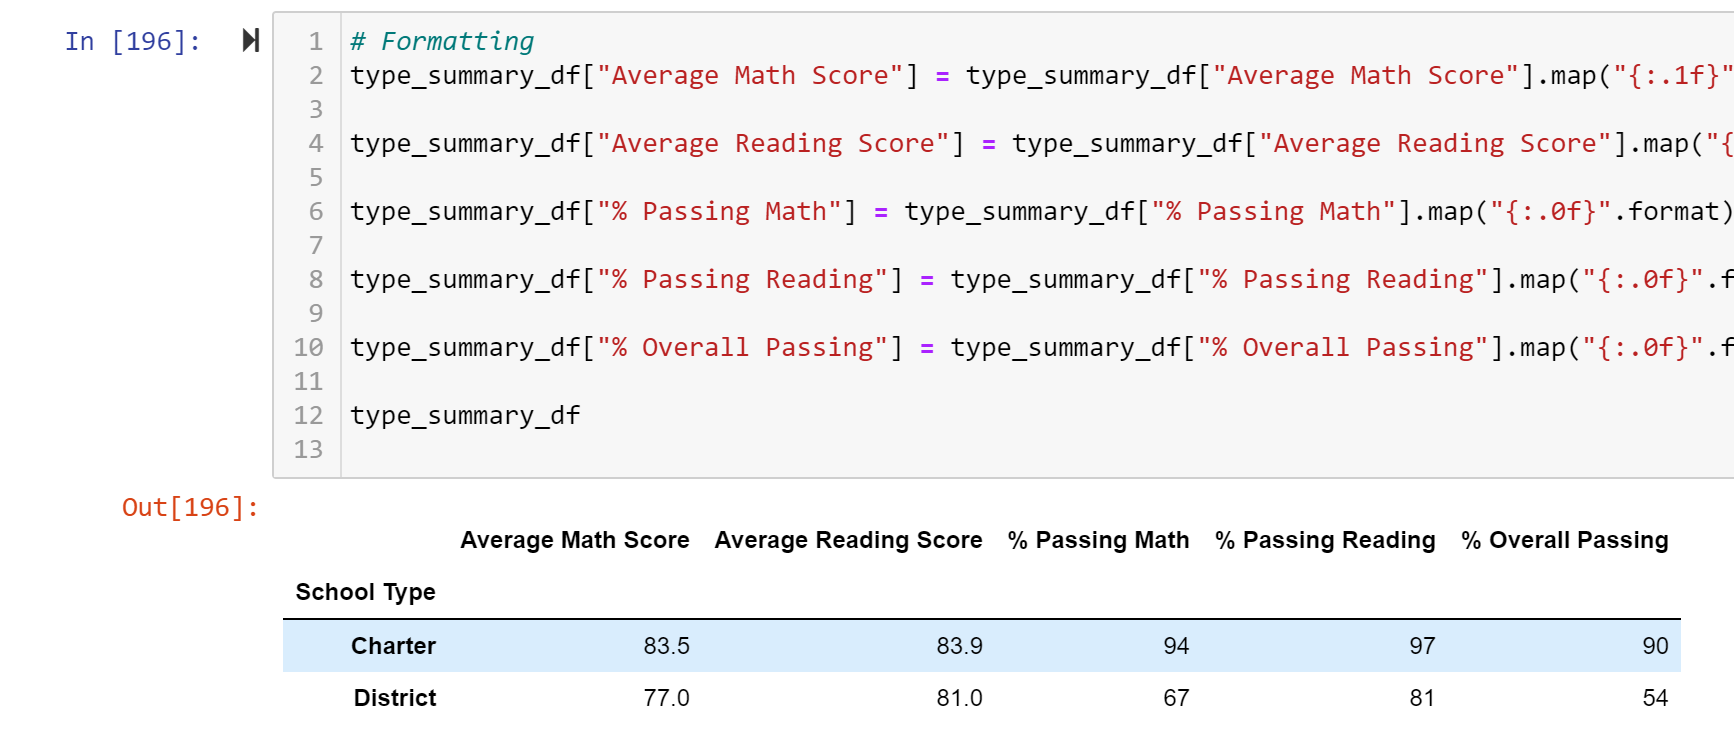 In [196]:
1 # Formatting
2 type_summary_df["Average Math Score"] = type_summary_df["Average Math Score"].map("{:.1f}"
3
4 type_summary_df["Average Reading Score"] = type_summary_df["Average Reading Score"].map("{
5
6 type_summary_df["% Passing Math"] = type_summary_df["% Passing Math"].map("{:.0f}".format)
7
8 type_summary_df["% Passing Reading"] = type_summary_df["% Passing Reading"].map("{:.0f}".f
9
10 type_summary_df["% Overall Passing"] = type_summary_df["% Overall Passing"].map("{:.0f}".f
11
12 type_summary_df
13
Out[196]:
Average Math Score Average Reading Score % Passing Math % Passing Reading % Overall Passing
School Type
Charter 83.5 83.9 94 97 90
District 77.0 81.0 67 81 54